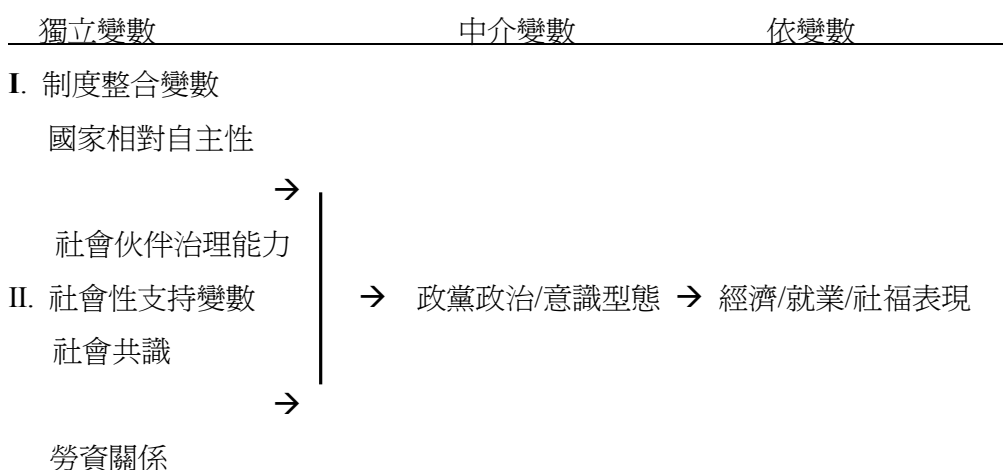 獨立變數 中介變數 依變數
I. 制度整合變數
國家相對自主性
→
社會伙伴治理能力
II. 社會性支持變數 → 政黨政治/意識型態 → 經濟/就業/社福表現
社會共識
→
勞資關係